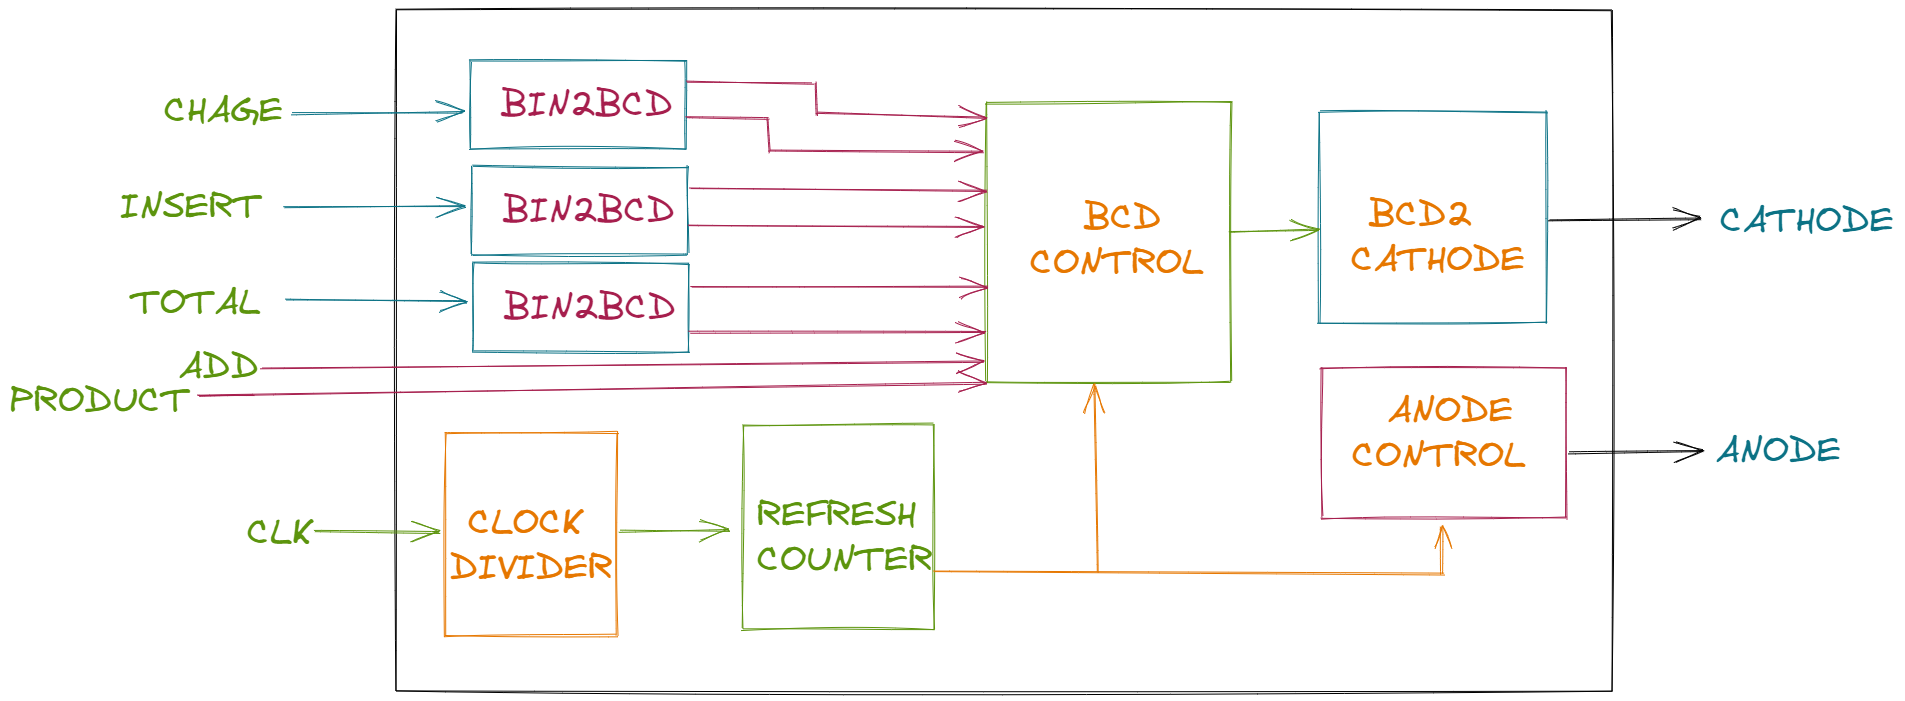 CHAGE
BIN2BCD
INSERT
BIN2BCD
TOTAL
BIN2BCD
ADD
PRODUCT
BCD
CONTROL
BCD2
CATHODE
CATHODE
ANODE
CONTROL
ANODE
CLK
CLOCK
DIVIDER
REFRESH
COUNTER